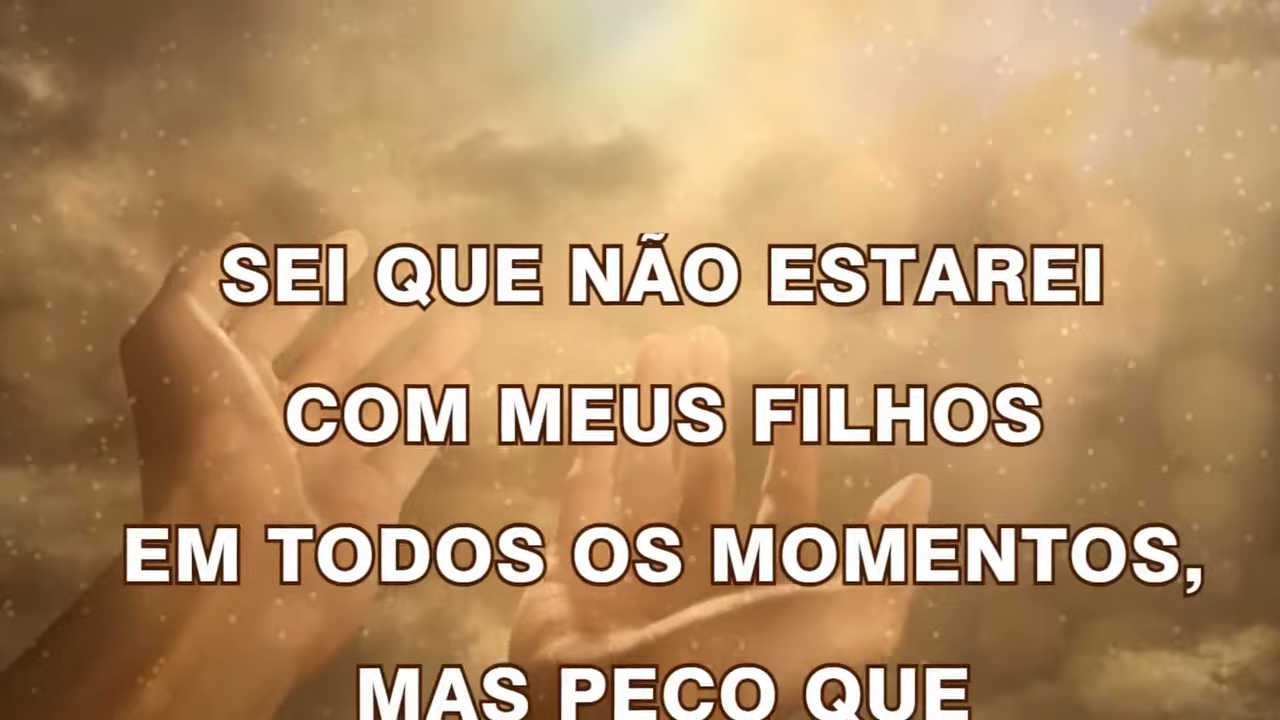 SEI QUE NÃO ESTAREI
COM MEUS FILHOS
EM TODOS OS MOMENTOS,
MAS PEÇO QUE